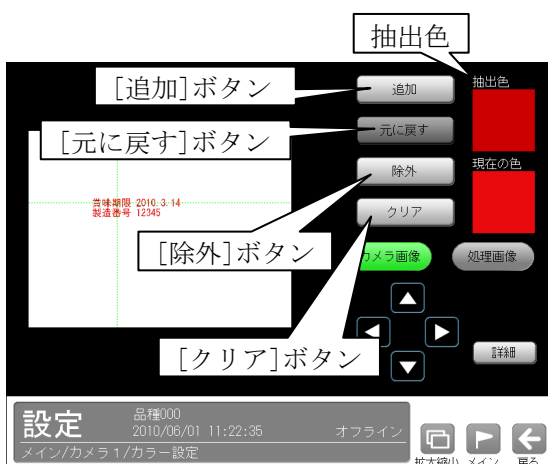 抽出色
[追加]ボタン
追加
抽出色
[元に戻す]ボタン
元に戻す
現在の色
除外
賞味期限 2010.3.14
製造番号 12345
クリア
[除外]ボタン
カメラ画像
処理画像
[クリア]ボタン
詳細
設定
品種000
2010/06/01 11:22:35
オフライン
メイン/カメラ1/カラー設定
拡大縮小
メイン
戻る